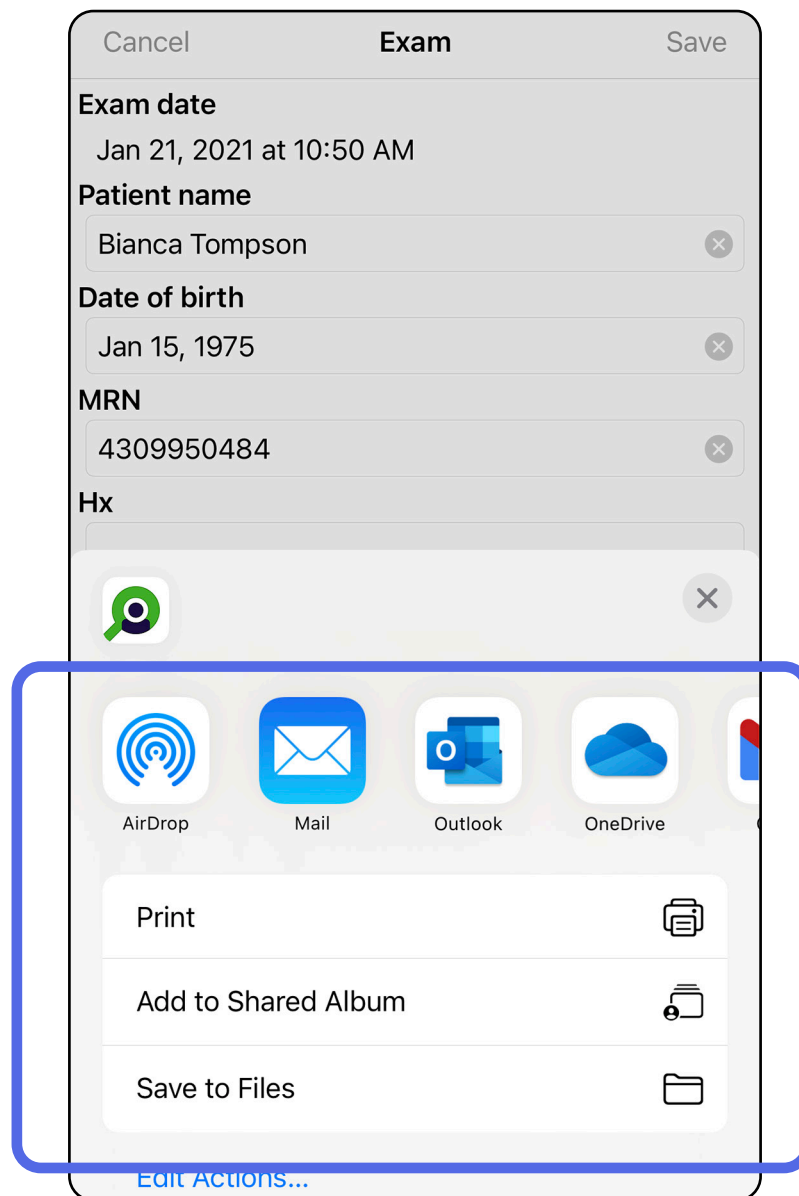 Cancel Exam Save
Exam date
Jan 21, 2021 at 10:50 AM
Patient name
Bianca Tompson
Date of birth
Jan 15, 1975
MRN
4309950484
Hx
AirDrop Mail Outlook OneDrive
Print
Add to Shared Album
Save to Files
Edit Actions...